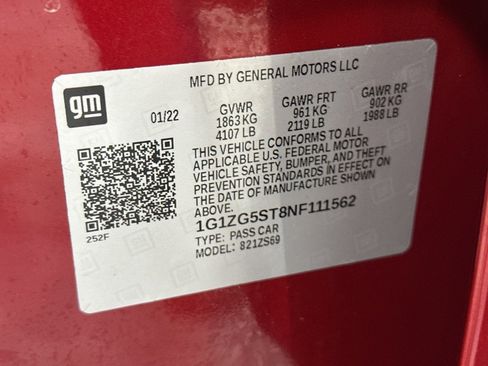 MFD BY GENERAL MOTORS LLC
gm
01/22
GVWR GAWR FRT GAWR RR
1863 KG 961 KG 902 KG
4107 LB 2119 LB 1988 LB
THIS VEHICLE CONFORMS TO ALL
APPLICABLE U.S. FEDERAL MOTOR
VEHICLE SAFETY, BUMPER, AND THEFT
PREVENTION STANDARDS IN EFFECT ON
THE DATE OF MANUFACTURE SHOWN
ABOVE.
252F
1G1ZG5ST8NF111562
TYPE: PASS CAR
MODEL: 821ZS69